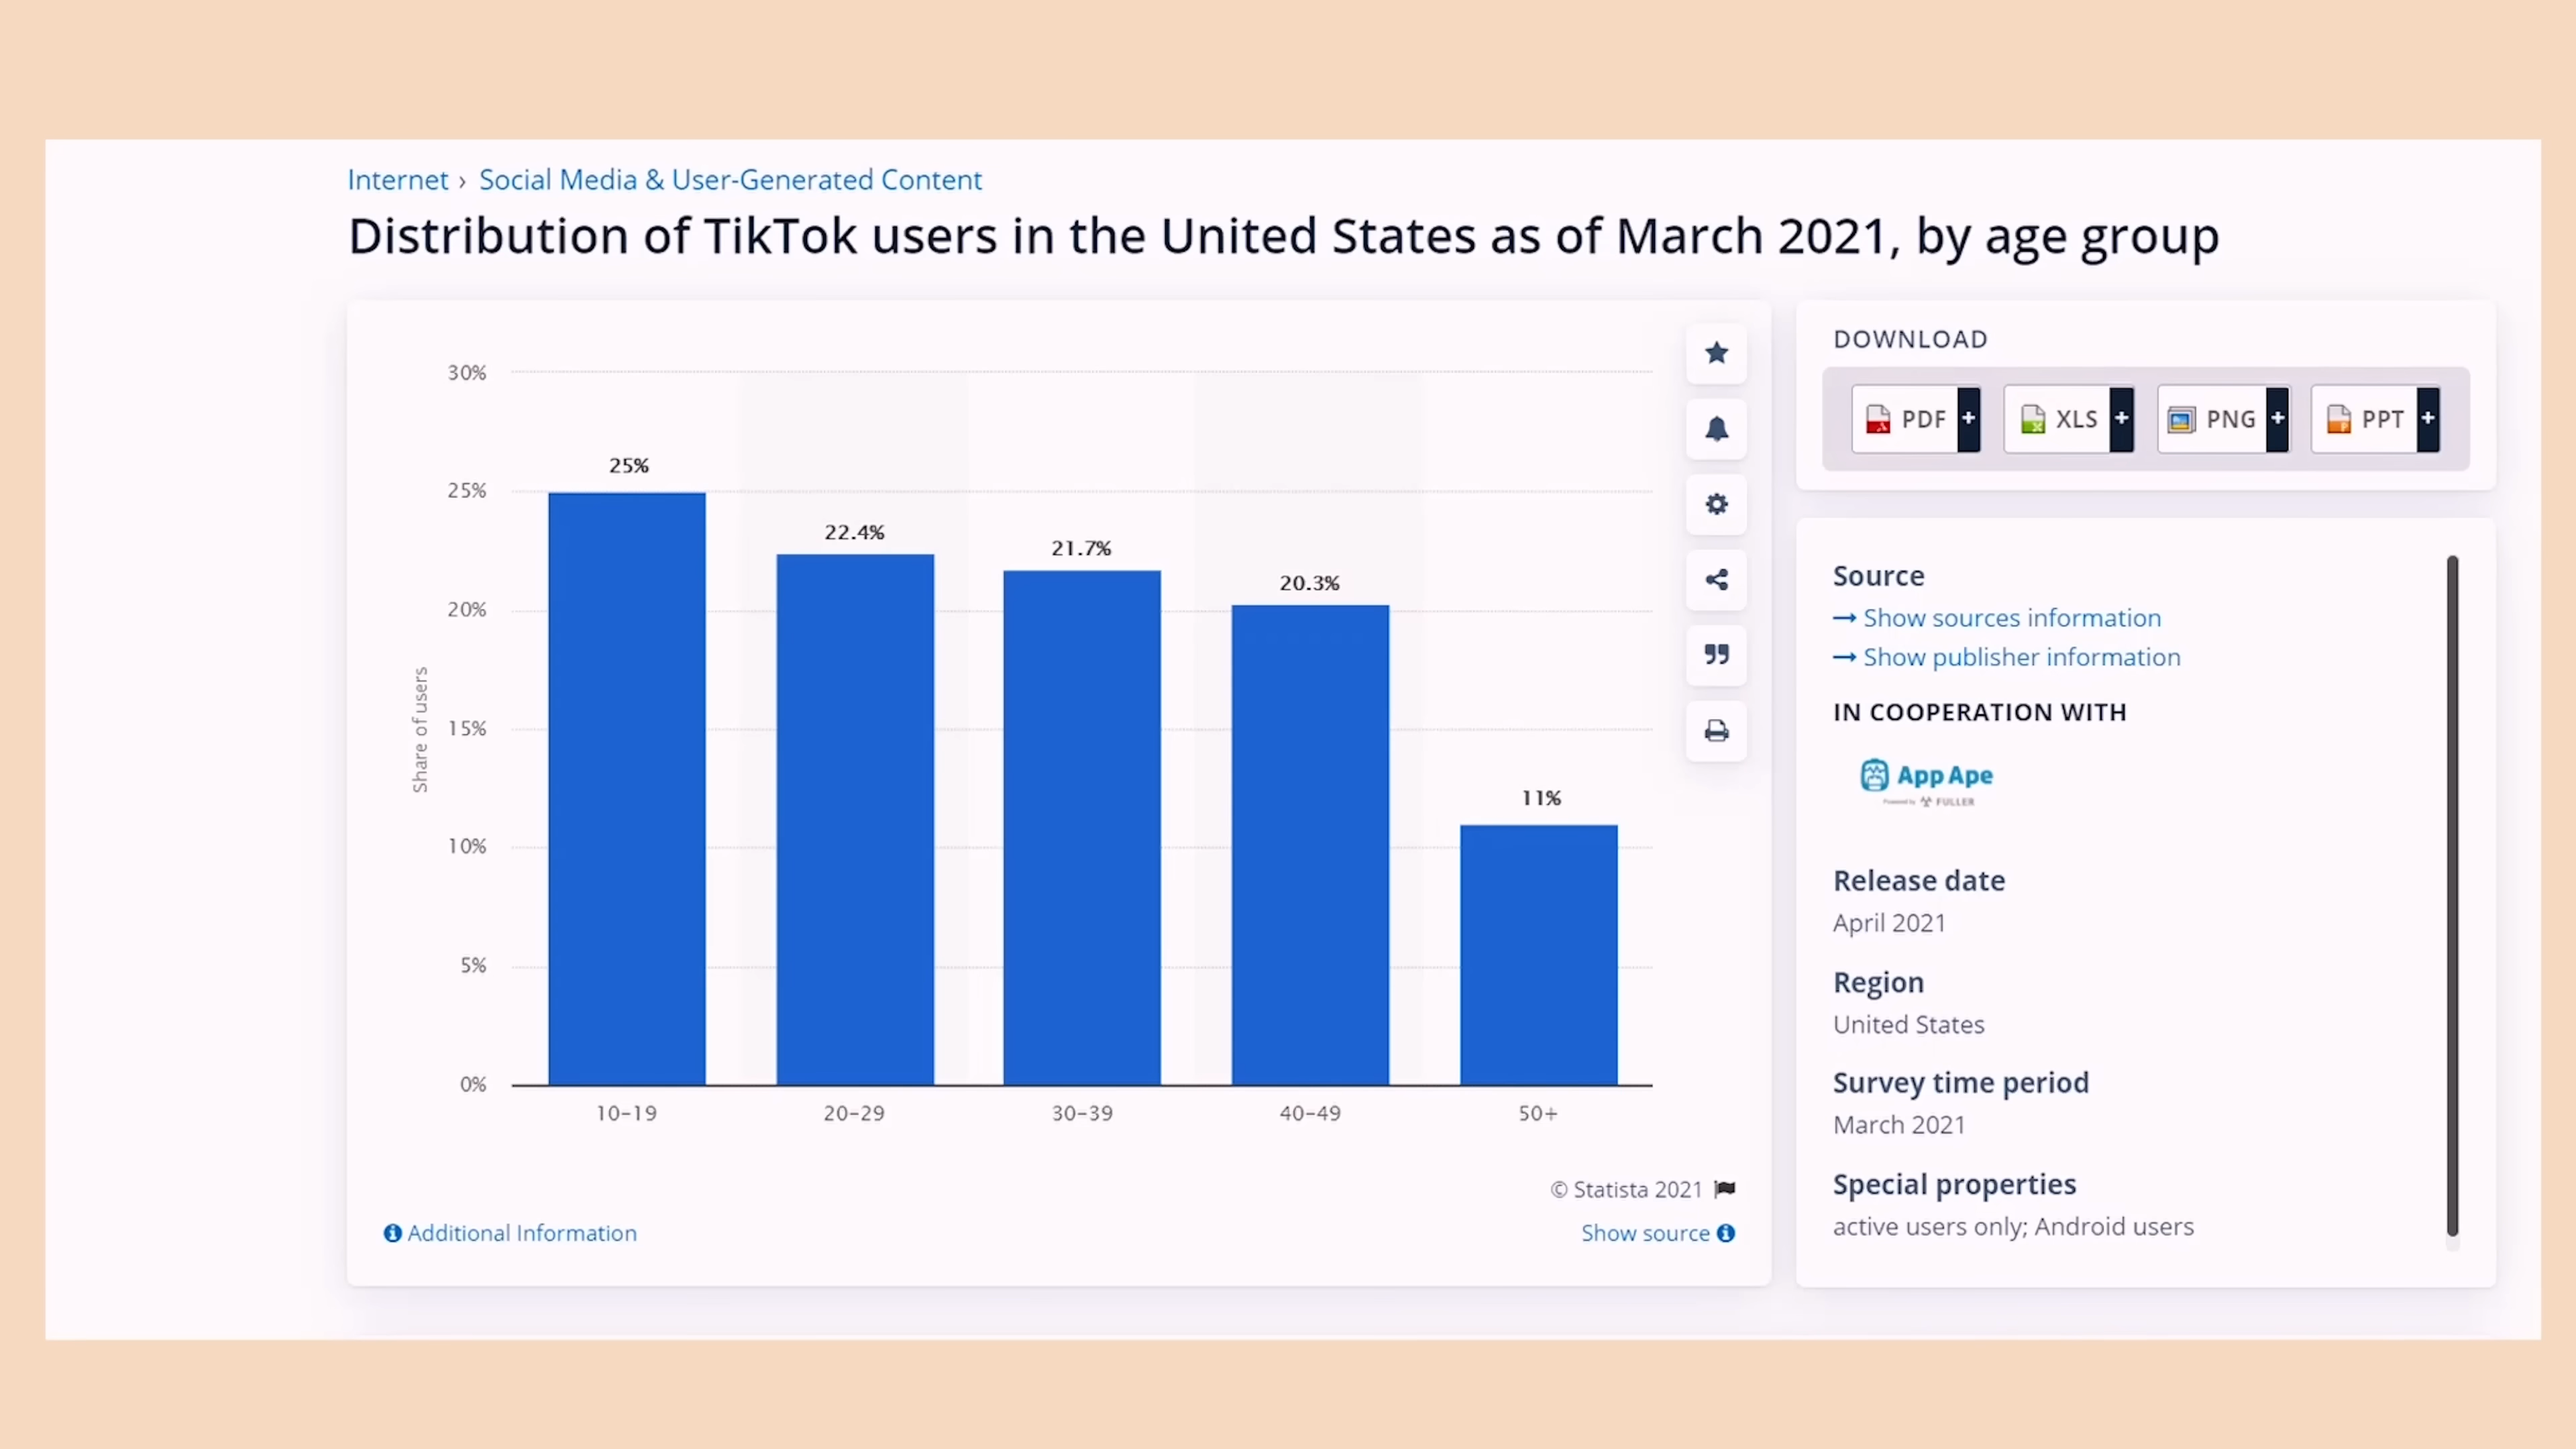 Internet › Social Media & User-Generated Content
Distribution of TikTok users in the United States as of March 2021, by age group
30%
25%
20%
15%
10%
5%
0%
Share of users
25%
22.4%
21.7%
20.3%
11%
10–19
20–29
30–39
40–49
50+
© Statista 2021
Additional Information
Show source
DOWNLOAD
PDF +
XLS +
PNG +
PPT +
Source
→ Show sources information
→ Show publisher information
IN COOPERATION WITH
App Ape
Powered by FULLER
Release date
April 2021
Region
United States
Survey time period
March 2021
Special properties
active users only; Android users